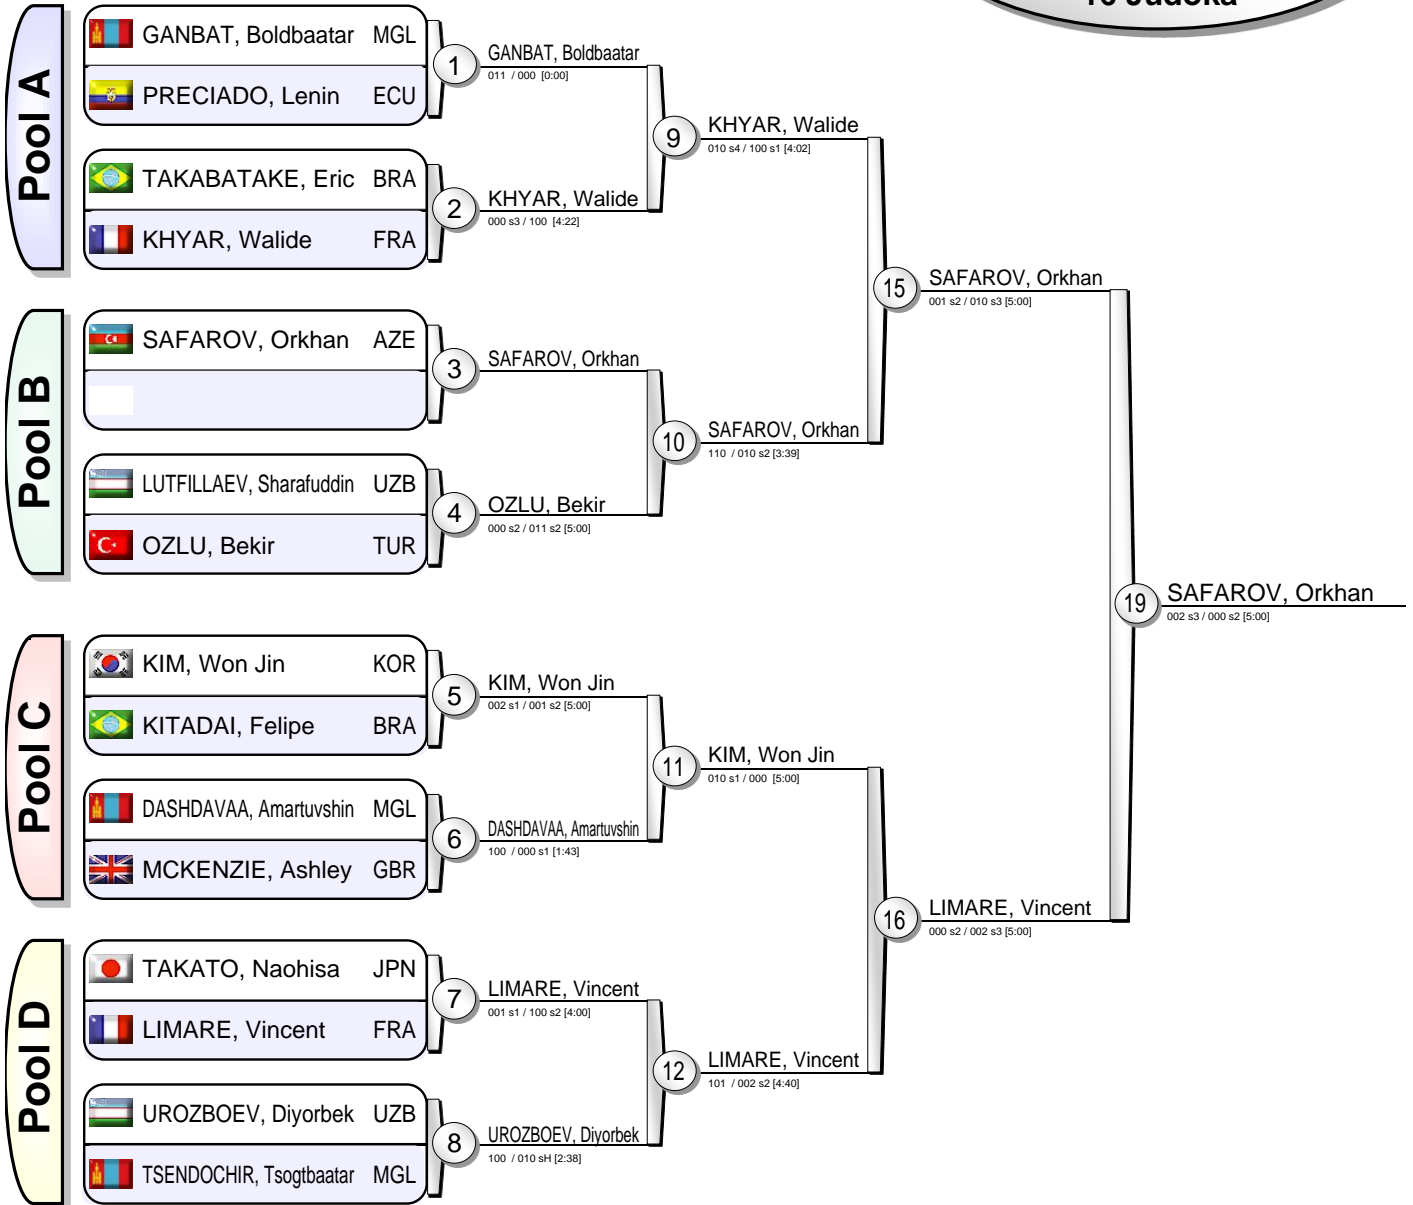 16 Judoka
Pool A
GANBAT, Boldbaatar MGL
PRECIADO, Lenin ECU
TAKABATAKE, Eric BRA
KHYAR, Walide FRA
Pool B
SAFAROV, Orkhan AZE
LUTFILLAEV, Sharafuddin UZB
OZLU, Bekir TUR
Pool C
KIM, Won Jin KOR
KITADAI, Felipe BRA
DASHDAVAA, Amartuvshin MGL
MCKENZIE, Ashley GBR
Pool D
TAKATO, Naohisa JPN
LIMARE, Vincent FRA
UROZBOEV, Diyorbek UZB
TSENDOCHIR, Tsogtbaatar MGL
1
GANBAT, Boldbaatar
011 / 000 [0:00]
2
KHYAR, Walide
000 s3 / 100 [4:22]
3
SAFAROV, Orkhan
4
OZLU, Bekir
000 s2 / 011 s2 [5:00]
5
KIM, Won Jin
002 s1 / 001 s2 [5:00]
6
DASHDAVAA, Amartuvshin
100 / 000 s1 [1:43]
7
LIMARE, Vincent
001 s1 / 100 s2 [4:00]
8
UROZBOEV, Diyorbek
100 / 010 sH [2:38]
9
KHYAR, Walide
010 s4 / 100 s1 [4:02]
10
SAFAROV, Orkhan
110 / 010 s2 [3:39]
11
KIM, Won Jin
010 s1 / 000 [5:00]
12
LIMARE, Vincent
101 / 002 s2 [4:40]
15
SAFAROV, Orkhan
001 s2 / 010 s3 [5:00]
16
LIMARE, Vincent
000 s2 / 002 s3 [5:00]
19
SAFAROV, Orkhan
002 s3 / 000 s2 [5:00]